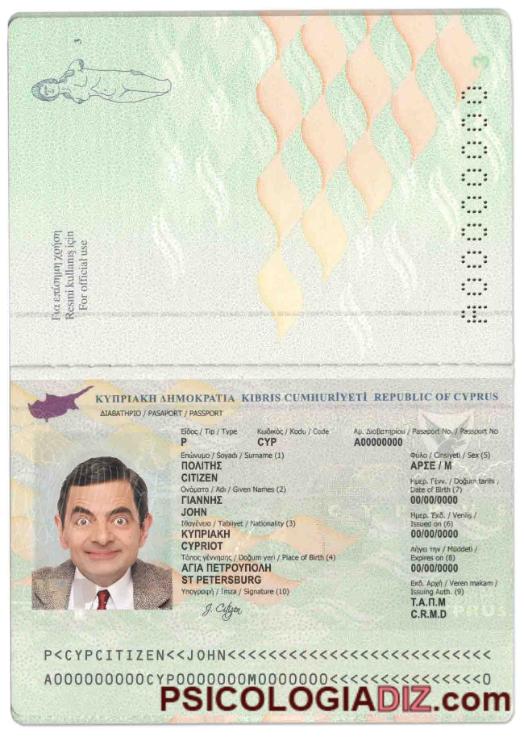 3
A00000000
Για επίσημη χρήση
Resmi kullanış için
For official use
ΚΥΠΡΙΑΚΗ ΔΗΜΟΚΡΑΤΙΑ KIBRIS CUMHURİYETİ REPUBLIC OF CYPRUS
ΔΙΑΒΑΤΗΡΙΟ / PASAPORT / PASSPORT
Είδος / Tip / Type Κωδικός / Kodu / Code Αρ. Διαβατηρίου / Pasaport No. / Passport No
P CYP A00000000
Επώνυμο / Soyadı / Surname (1) Φύλο / Cinsiyeti / Sex (5)
ΠΟΛΙΤΗΣ ΑΡΣΕ / M
CITIZEN
Ονόματα / Adı / Given Names (2) Ημερ. Γένν. / Doğum tarihi /
ΓΙΑΝΝΗΣ Date of Birth (7)
JOHN 00/00/0000
Ιθαγένεια / Tabiiyet / Nationality (3) Ημερ. Έκδ. / Veriliş /
ΚΥΠΡΙΑΚΗ Issued on (6)
CYPRIOT 00/00/0000
Τόπος γέννησης / Doğum yeri / Place of Birth (4) Λήγει την / Müddeti /
ΑΓΙΑ ΠΕΤΡΟΥΠΟΛΗ Expires on (8)
ST PETERSBURG 00/00/0000
Υπογραφή / İmza / Signature (10) Εκδ. Αρχή / Veren makam /
J. Citizen Issuing Auth. (9)
Τ.Α.Π.Μ
C.R.M.D
P<CYPCITIZEN<<JOHN<<<<<<<<<<<<<<<<<<<<<<<<<<
A000000000CYP0000000M0000000<<<<<<<<<<<<<<<0
PSICOLOGIADIZ.com